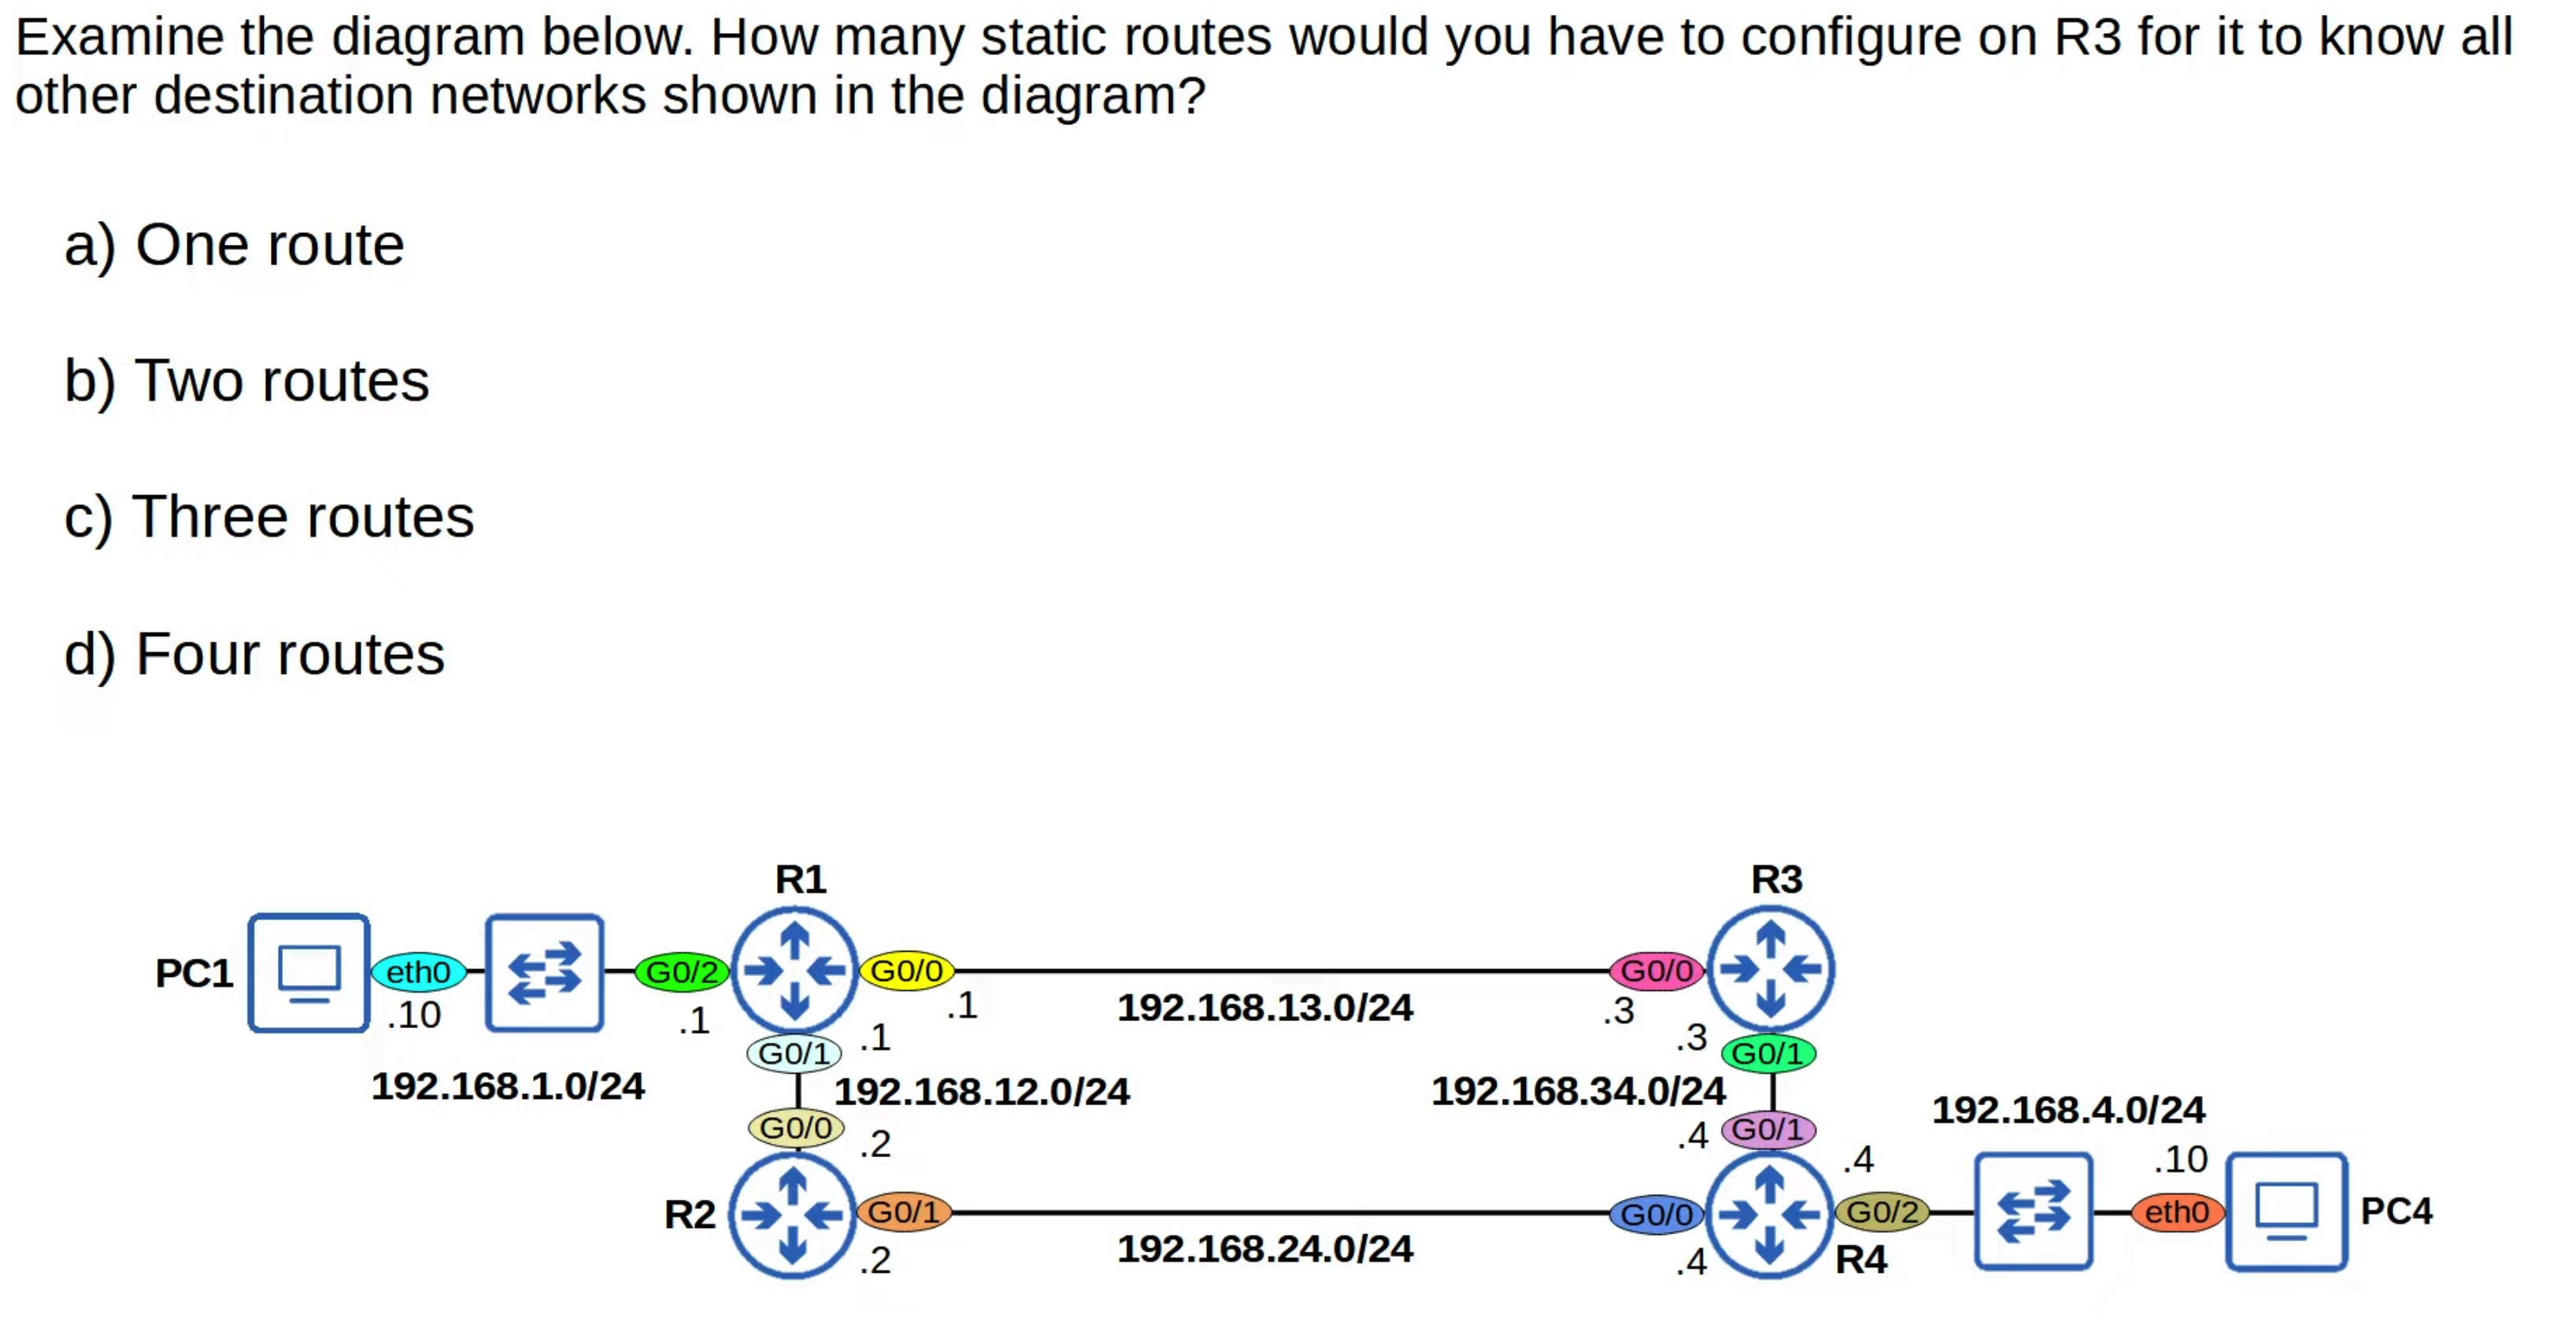 Examine the diagram below. How many static routes would you have to configure on R3 for it to know all
other destination networks shown in the diagram?
a) One route
b) Two routes
c) Three routes
d) Four routes
R1
R3
PC1
eth0
G0/2
G0/0
G0/0
.10
.1
.1
.3
.1
.3
G0/1
G0/1
192.168.13.0/24
192.168.1.0/24
192.168.12.0/24
192.168.34.0/24
192.168.4.0/24
G0/0
.2
.4
G0/1
.4
.10
R2
G0/1
G0/0
G0/2
eth0
PC4
.2
192.168.24.0/24
.4
R4